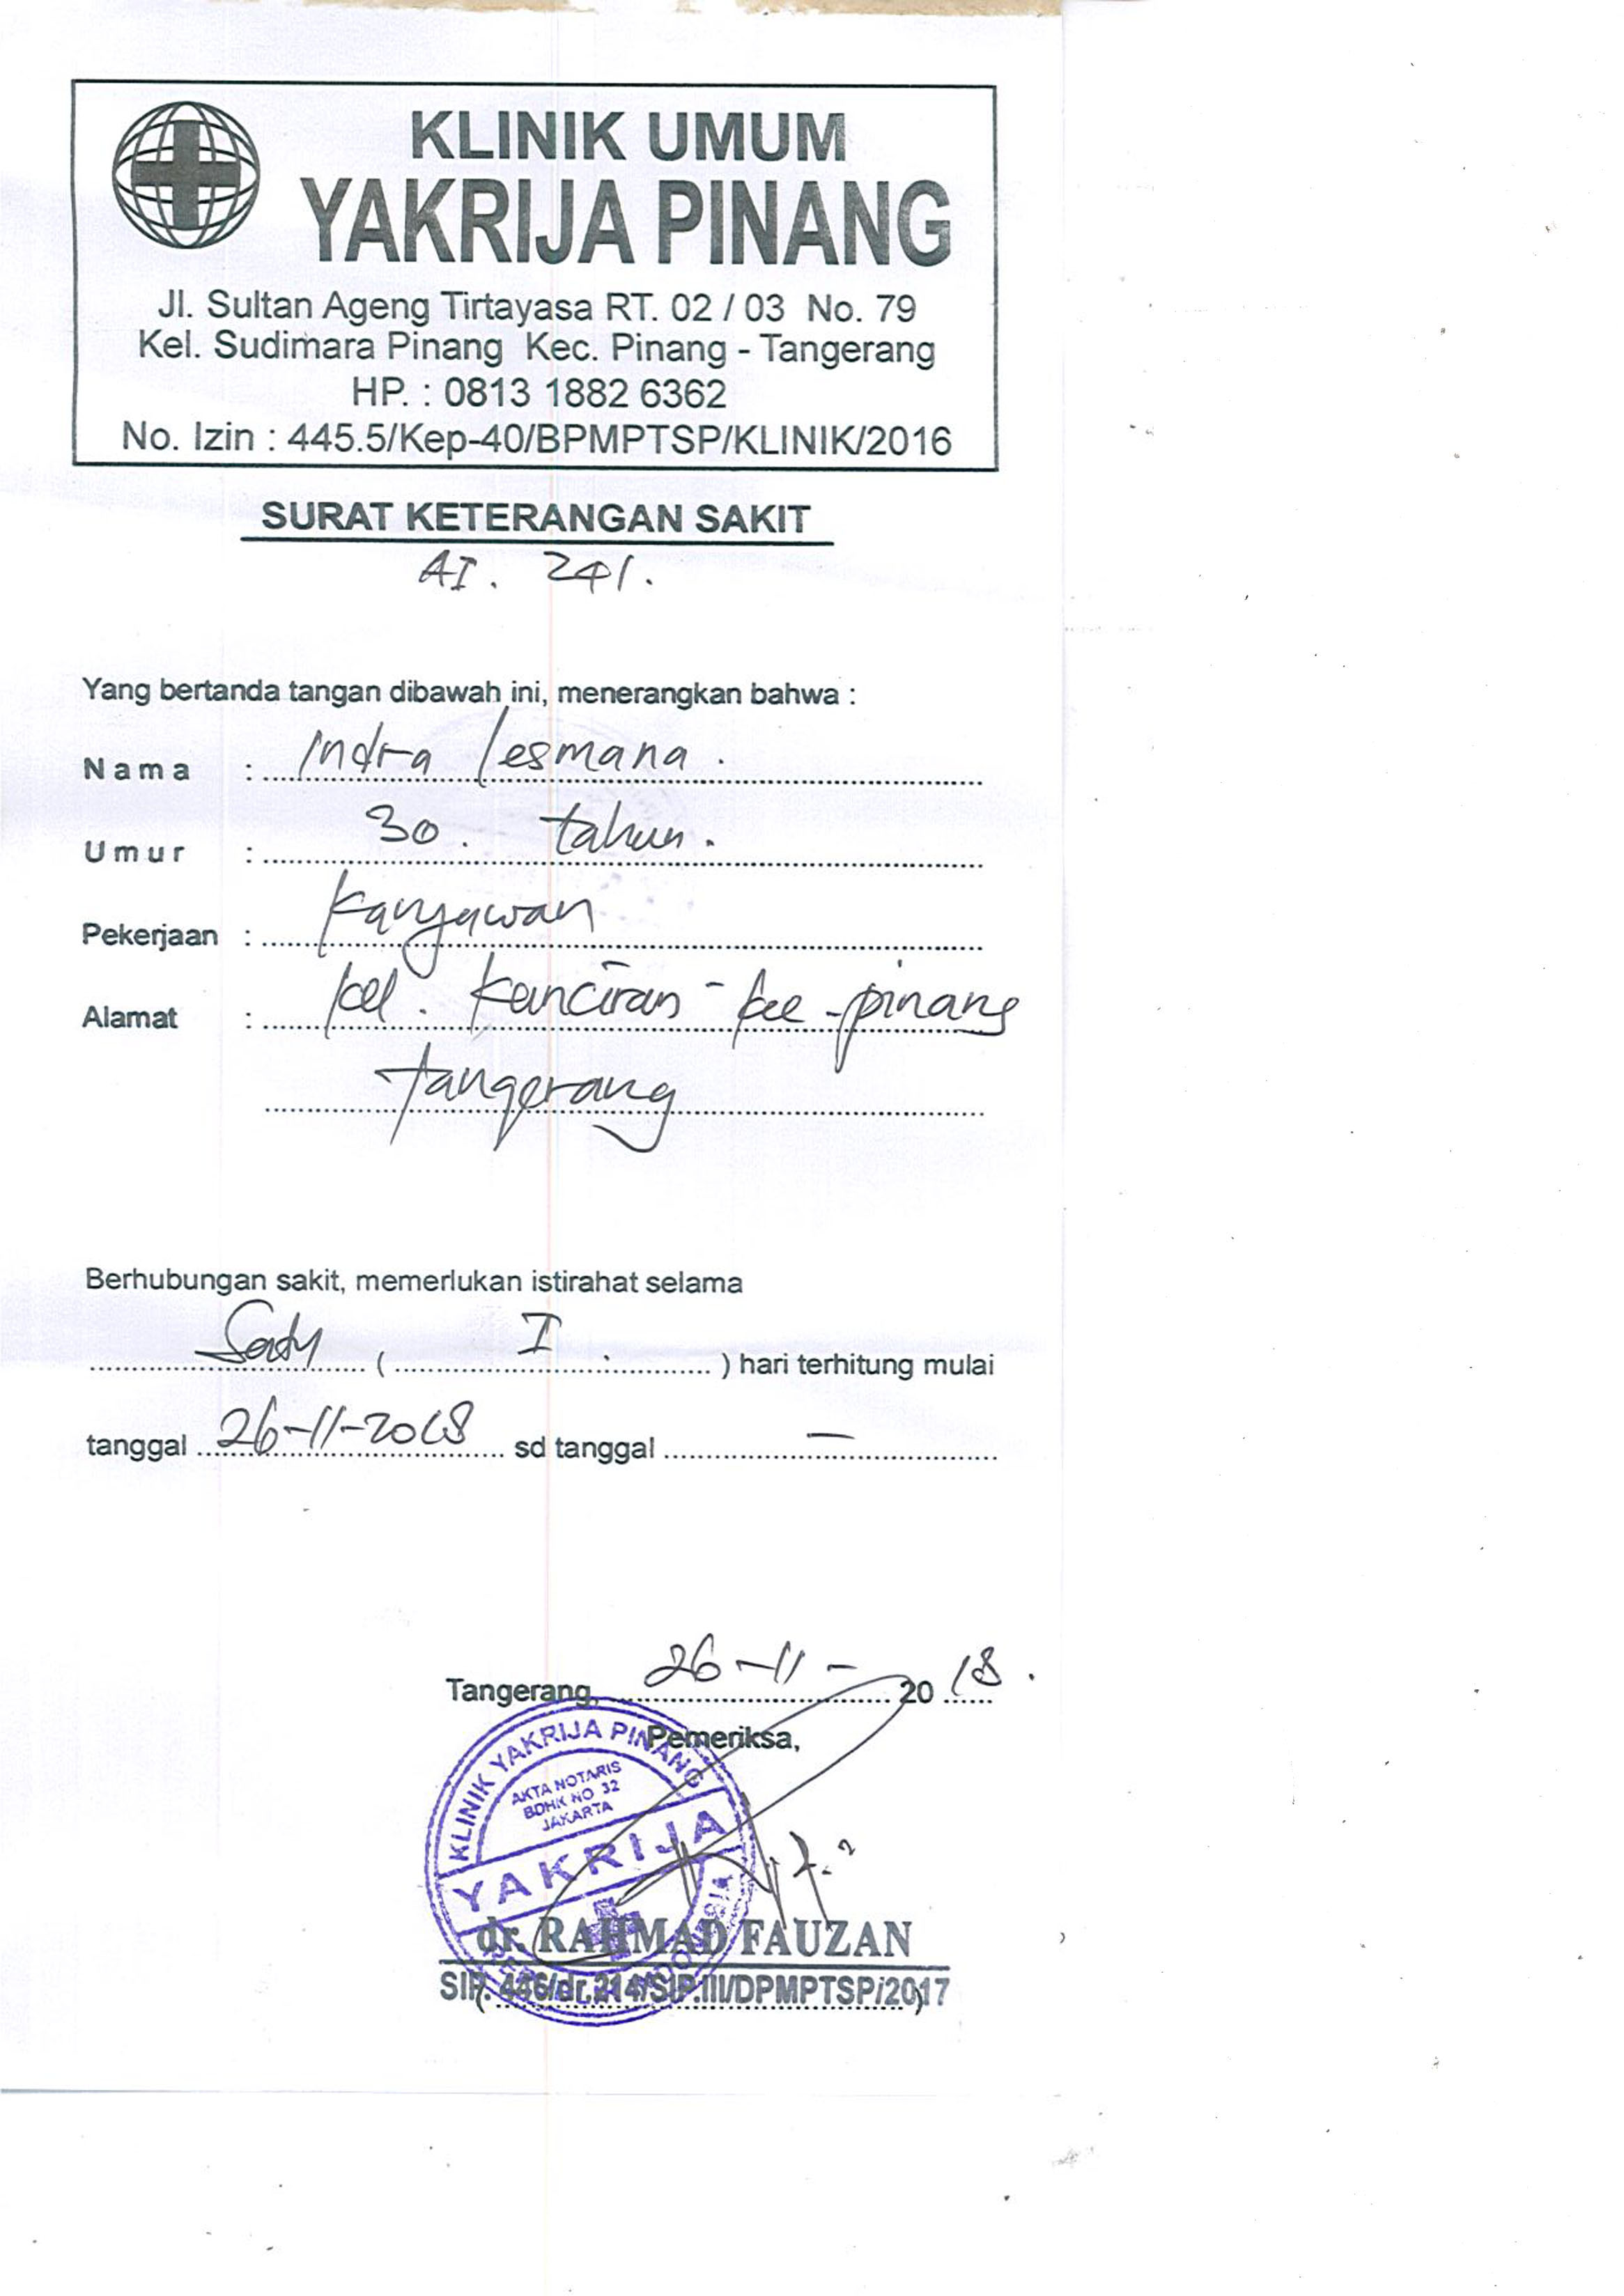 KLINIK UMUM
YAKRIJA PINANG
Jl. Sultan Ageng Tirtayasa RT. 02 / 03 No. 79
Kel. Sudimara Pinang Kec. Pinang - Tangerang
HP. : 0813 1882 6362
No. Izin : 445.5/Kep-40/BPMPTSP/KLINIK/2016
SURAT KETERANGAN SAKIT
AI. 241.
Yang bertanda tangan dibawah ini, menerangkan bahwa :
Nama : Indra lesmana.
Umur : 30. tahun.
Pekerjaan : Karyawan
Alamat : kel. kunciran - kec - pinang
tangerang
Berhubungan sakit, memerlukan istirahat selama
Satu ( I . ) hari terhitung mulai
tanggal 26-11-2018 sd tanggal –
Tangerang, 26 - 11 - 20 18.
Pemeriksa,
KLINIK YAKRIJA PINANG
AKTA NOTARIS
BDHK NO 32
JAKARTA
YAKRIJA
dr. RAHMAD FAUZAN
SIP. 446/dr.214/SIP.III/DPMPTSP/2017